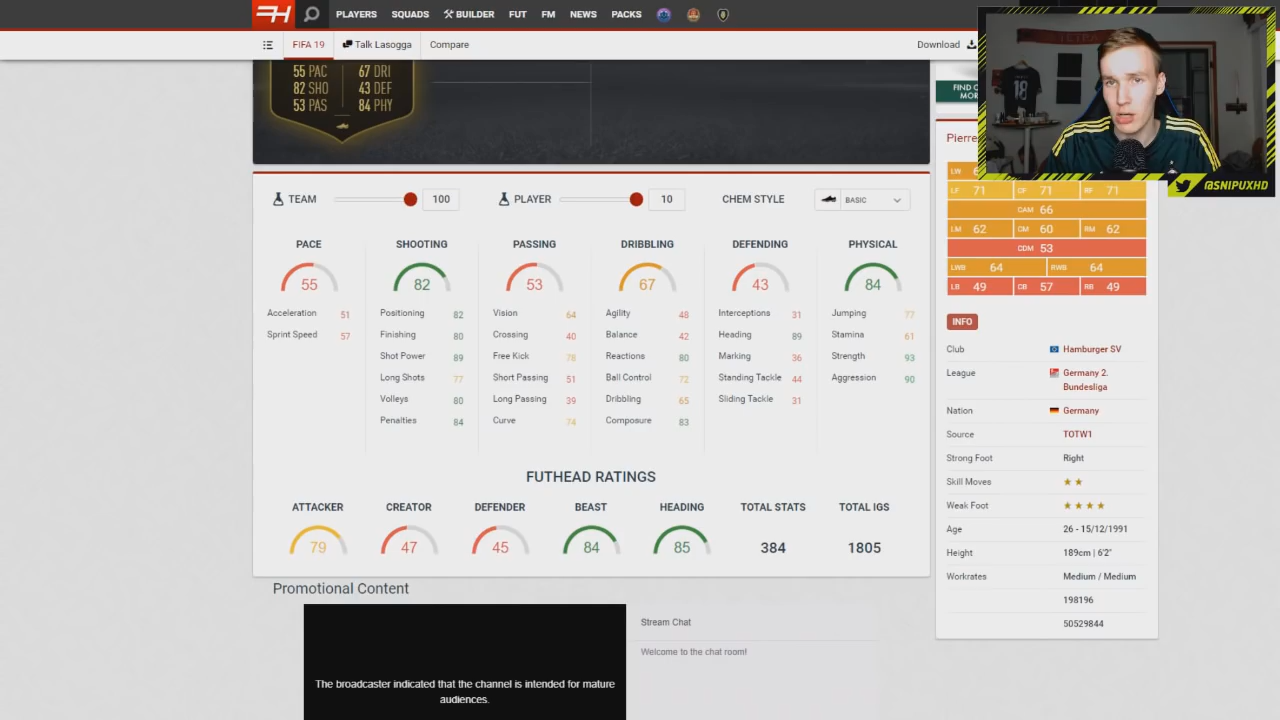 PLAYERS SQUADS BUILDER FUT FM NEWS PACKS
FIFA 19 Talk Lasogga Compare Download
55 PAC 67 DRI
82 SHO 43 DEF
53 PAS 84 PHY
FIND O
MOR
Pierre
@SNIPUXHD
TEAM 100 PLAYER 10 CHEM STYLE BASIC
PACE SHOOTING PASSING DRIBBLING DEFENDING PHYSICAL
55 82 53 67 43 84
Acceleration 51 Positioning 82 Vision 64 Agility 48 Interceptions 31 Jumping 77
Sprint Speed 57 Finishing 80 Crossing 40 Balance 42 Heading 89 Stamina 61
Shot Power 89 Free Kick 78 Reactions 80 Marking 36 Strength 93
Long Shots 77 Short Passing 51 Ball Control 72 Standing Tackle 44 Aggression 90
Volleys 80 Long Passing 39 Dribbling 65 Sliding Tackle 31
Penalties 84 Curve 74 Composure 83
FUTHEAD RATINGS
ATTACKER CREATOR DEFENDER BEAST HEADING TOTAL STATS TOTAL IGS
79 47 45 84 85 384 1805
LW 6
LF 71 CF 71 RF 71
CAM 66
LM 62 CM 60 RM 62
CDM 53
LWB 64 RWB 64
LB 49 CB 57 RB 49
INFO
Club Hamburger SV
League Germany 2.
Bundesliga
Nation Germany
Source TOTW1
Strong Foot Right
Skill Moves
Weak Foot
Age 26 - 15/12/1991
Height 189cm | 6'2"
Workrates Medium / Medium
198196
50529844
Promotional Content
The broadcaster indicated that the channel is intended for mature
audiences.
Stream Chat
Welcome to the chat room!
18